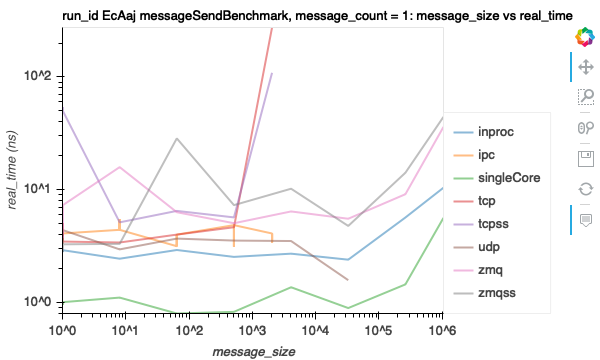 run_id EcAaj messageSendBenchmark, message_count = 1: message_size vs real_time
10^2
10^1
10^0
real_time (ns)
10^0 10^1 10^2 10^3 10^4 10^5 10^6
message_size
inproc
ipc
singleCore
tcp
tcpss
udp
zmq
zmqss